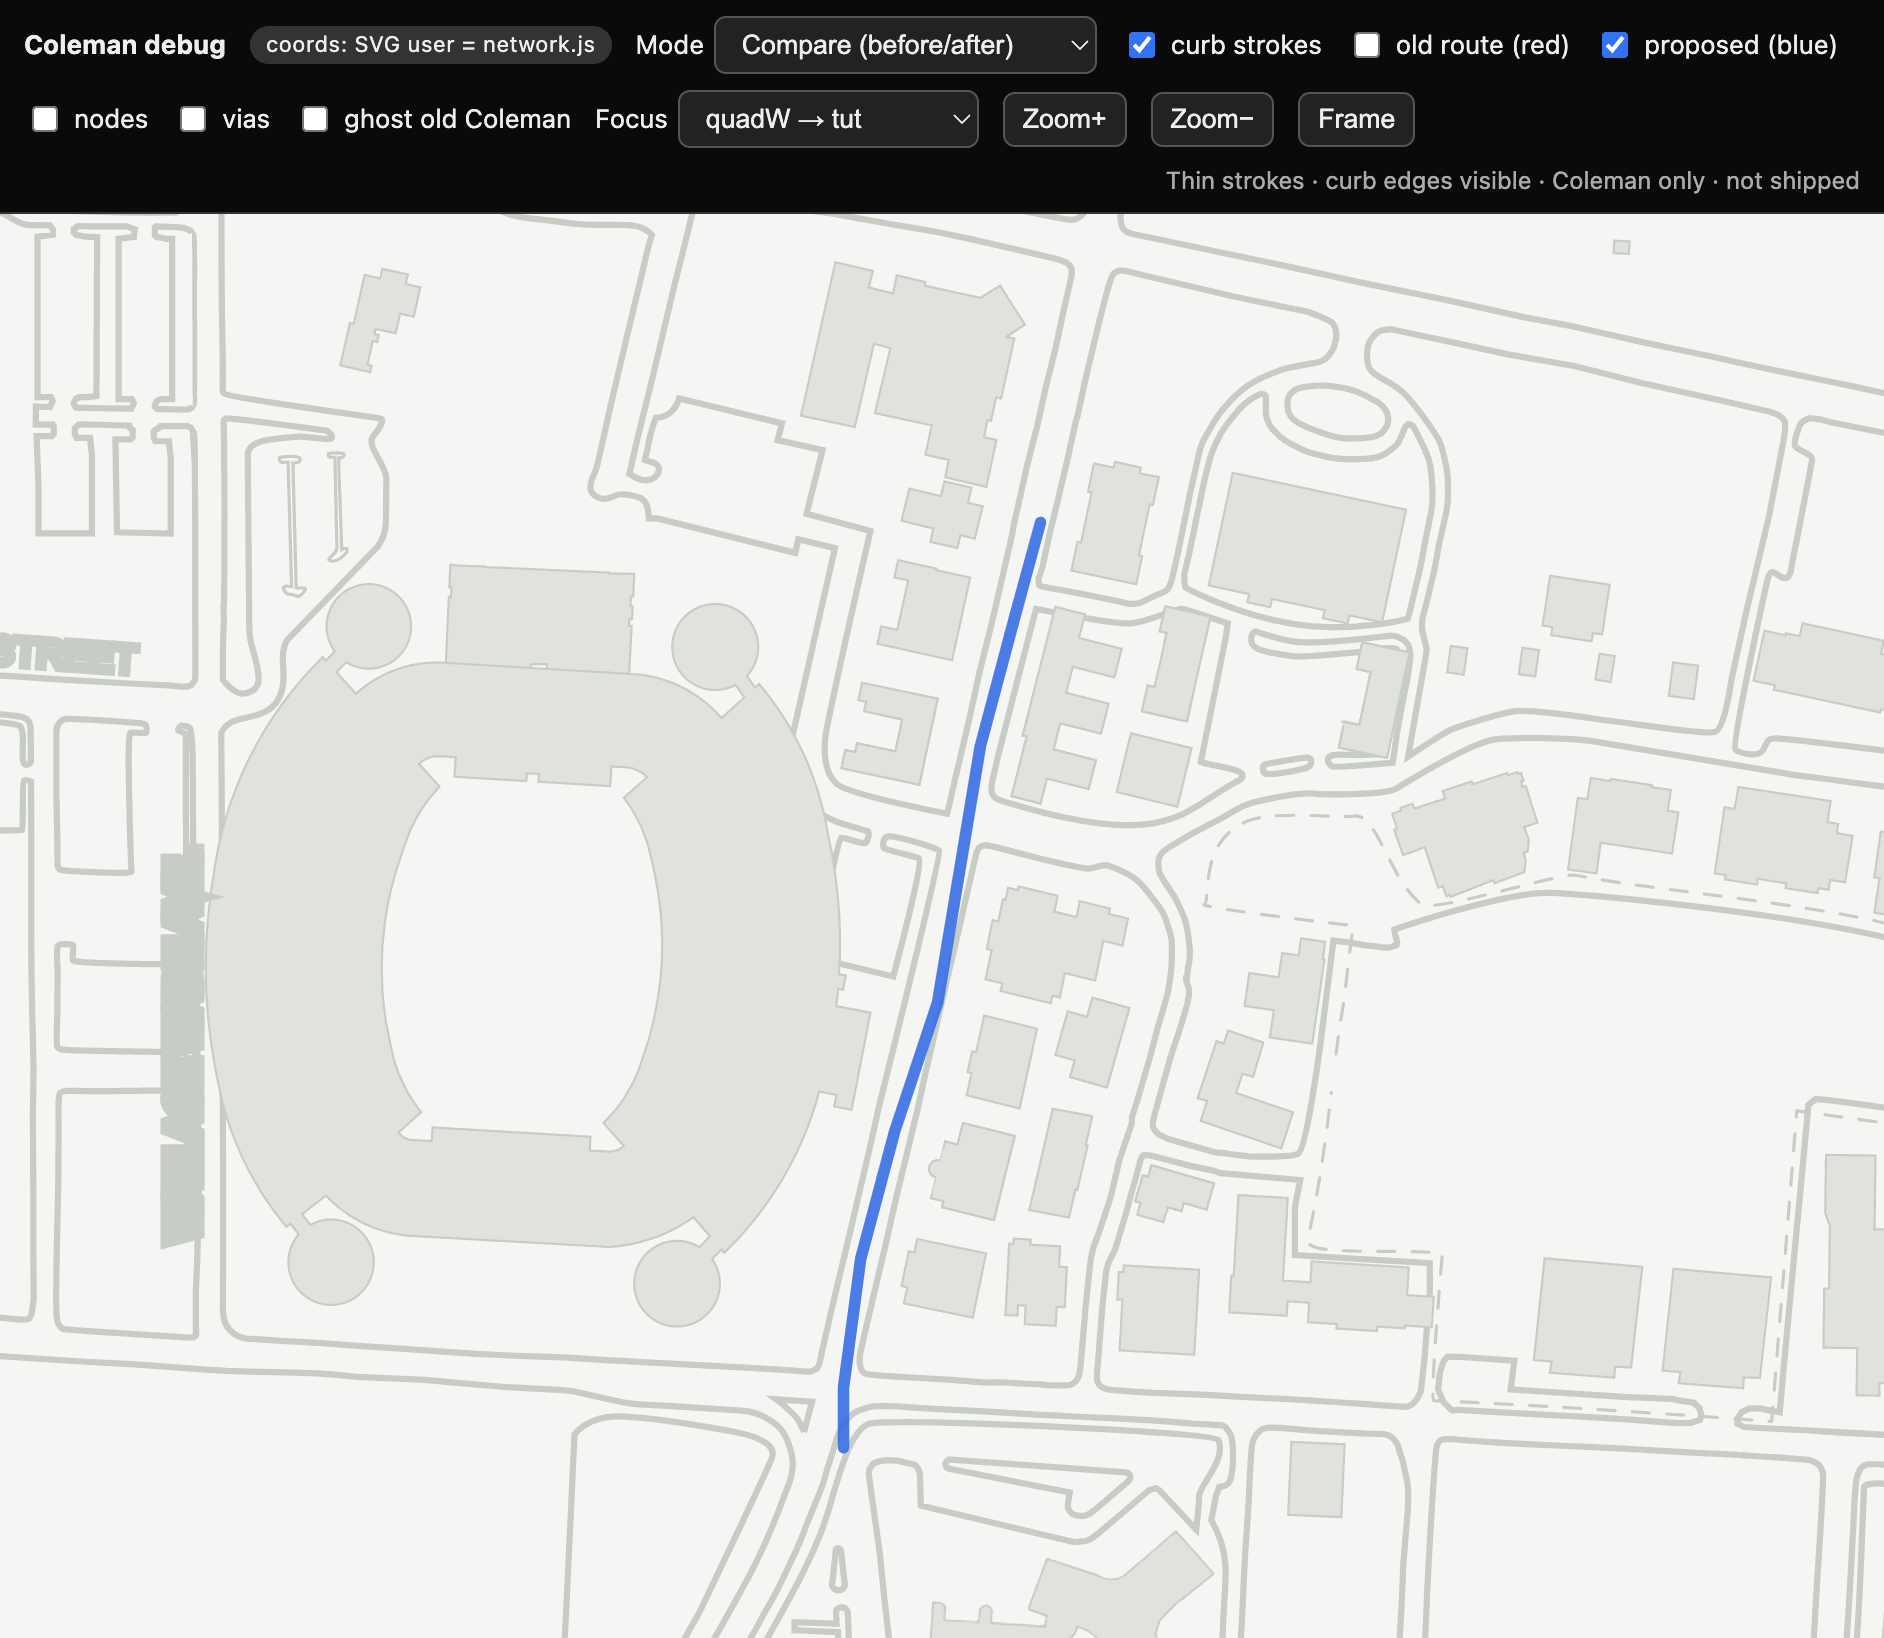 Coleman debug coords: SVG user = network.js Mode Compare (before/after) curb strokes old route (red) proposed (blue)
nodes vias ghost old Coleman Focus quadW → tut Zoom+ Zoom− Frame
Thin strokes · curb edges visible · Coleman only · not shipped
STREET